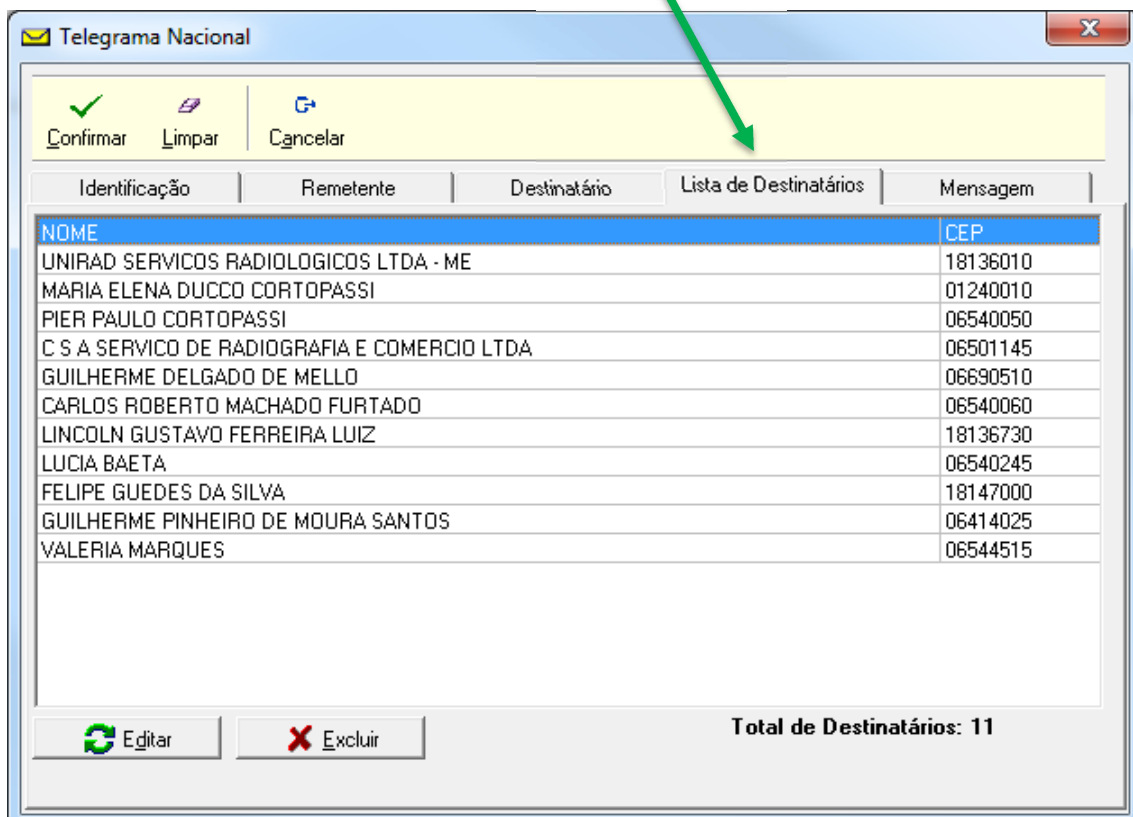 Telegrama Nacional
Confirmar Limpar Cancelar
Identificação Remetente Destinatário Lista de Destinatários Mensagem
NOME CEP
UNIRAD SERVICOS RADIOLOGICOS LTDA - ME 18136010
MARIA ELENA DUCCO CORTOPASSI 01240010
PIER PAULO CORTOPASSI 06540050
C S A SERVICO DE RADIOGRAFIA E COMERCIO LTDA 06501145
GUILHERME DELGADO DE MELLO 06690510
CARLOS ROBERTO MACHADO FURTADO 06540060
LINCOLN GUSTAVO FERREIRA LUIZ 18136730
LUCIA BAETA 06540245
FELIPE GUEDES DA SILVA 18147000
GUILHERME PINHEIRO DE MOURA SANTOS 06414025
VALERIA MARQUES 06544515
Editar Excluir Total de Destinatários: 11